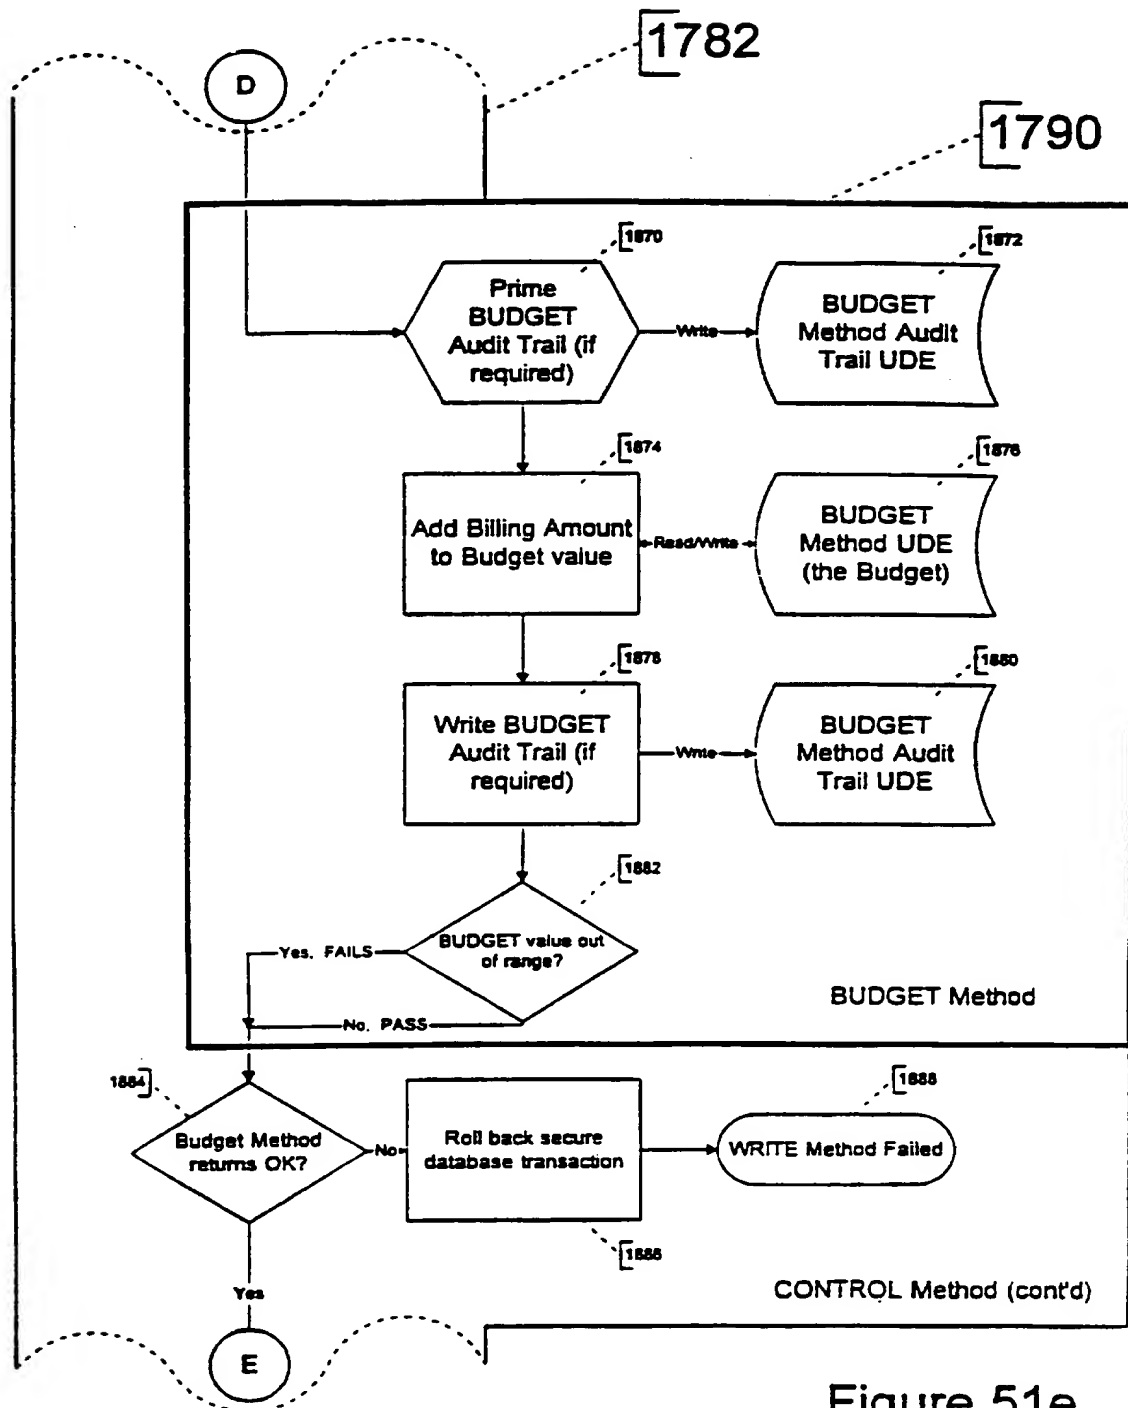 1782
D
1790
1870
Prime
BUDGET
Audit Trail (if
required)
Write
1872
BUDGET
Method Audit
Trail UDE
1874
Add Billing Amount
to Budget value
Read/Write
1876
BUDGET
Method UDE
(the Budget)
1878
Write BUDGET
Audit Trail (if
required)
Write
1880
BUDGET
Method Audit
Trail UDE
1882
BUDGET value out
of range?
Yes, FAILS
No, PASS
BUDGET Method
1884
Budget Method
returns OK?
No
Roll back secure
database transaction
1886
1888
WRITE Method Failed
Yes
CONTROL Method (cont'd)
E
Figure 51e